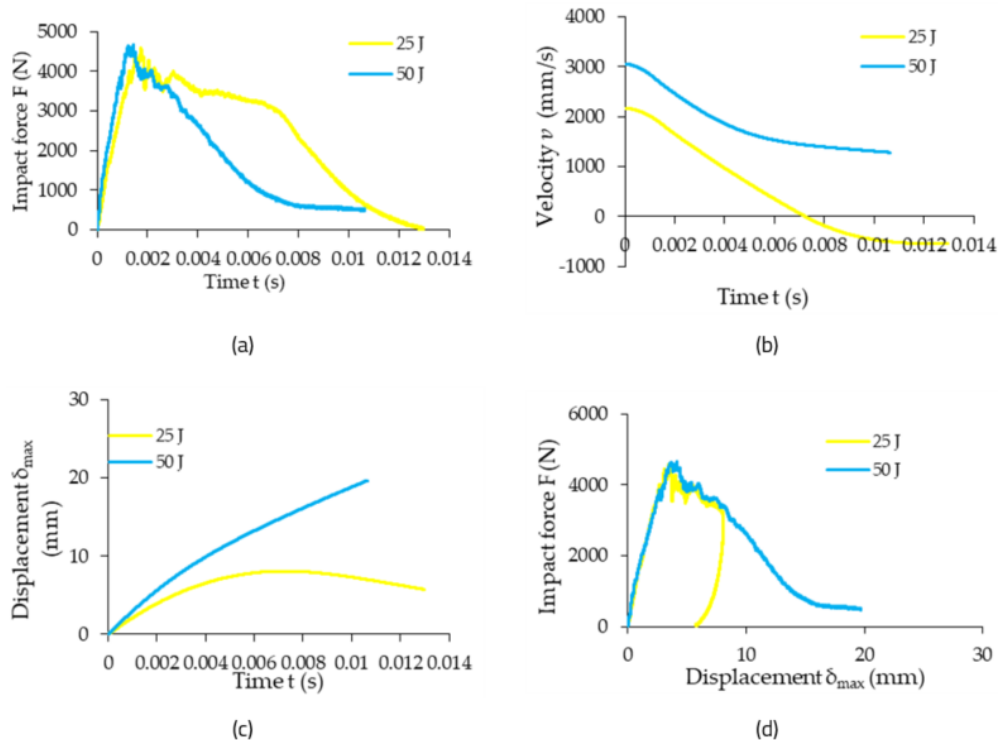 5000
4000
3000
2000
1000
0
Impact force F (N)
25 J
50 J
0 0.002 0.004 0.006 0.008 0.01 0.012 0.014
Time t (s)
(a)
4000
3000
2000
1000
0
-1000
Velocity v (mm/s)
25 J
50 J
0 0.002 0.004 0.006 0.008 0.01 0.012 0.014
Time t (s)
(b)
30
20
10
0
Displacement δmax
(mm)
25 J
50 J
0 0.002 0.004 0.006 0.008 0.01 0.012 0.014
Time t (s)
(c)
6000
4000
2000
0
Impact force F (N)
25 J
50 J
0 10 20 30
Displacement δmax (mm)
(d)